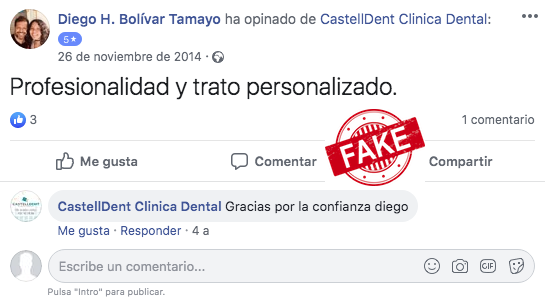 Diego H. Bolívar Tamayo ha opinado de CastellDent Clinica Dental:
5★
26 de noviembre de 2014 ·
Profesionalidad y trato personalizado.
3
1 comentario
Me gusta
Comentar
FAKE
Compartir
CastellDent Clinica Dental Gracias por la confianza diego
Me gusta · Responder · 4 a
Escribe un comentario...
GIF
Pulsa "Intro" para publicar.